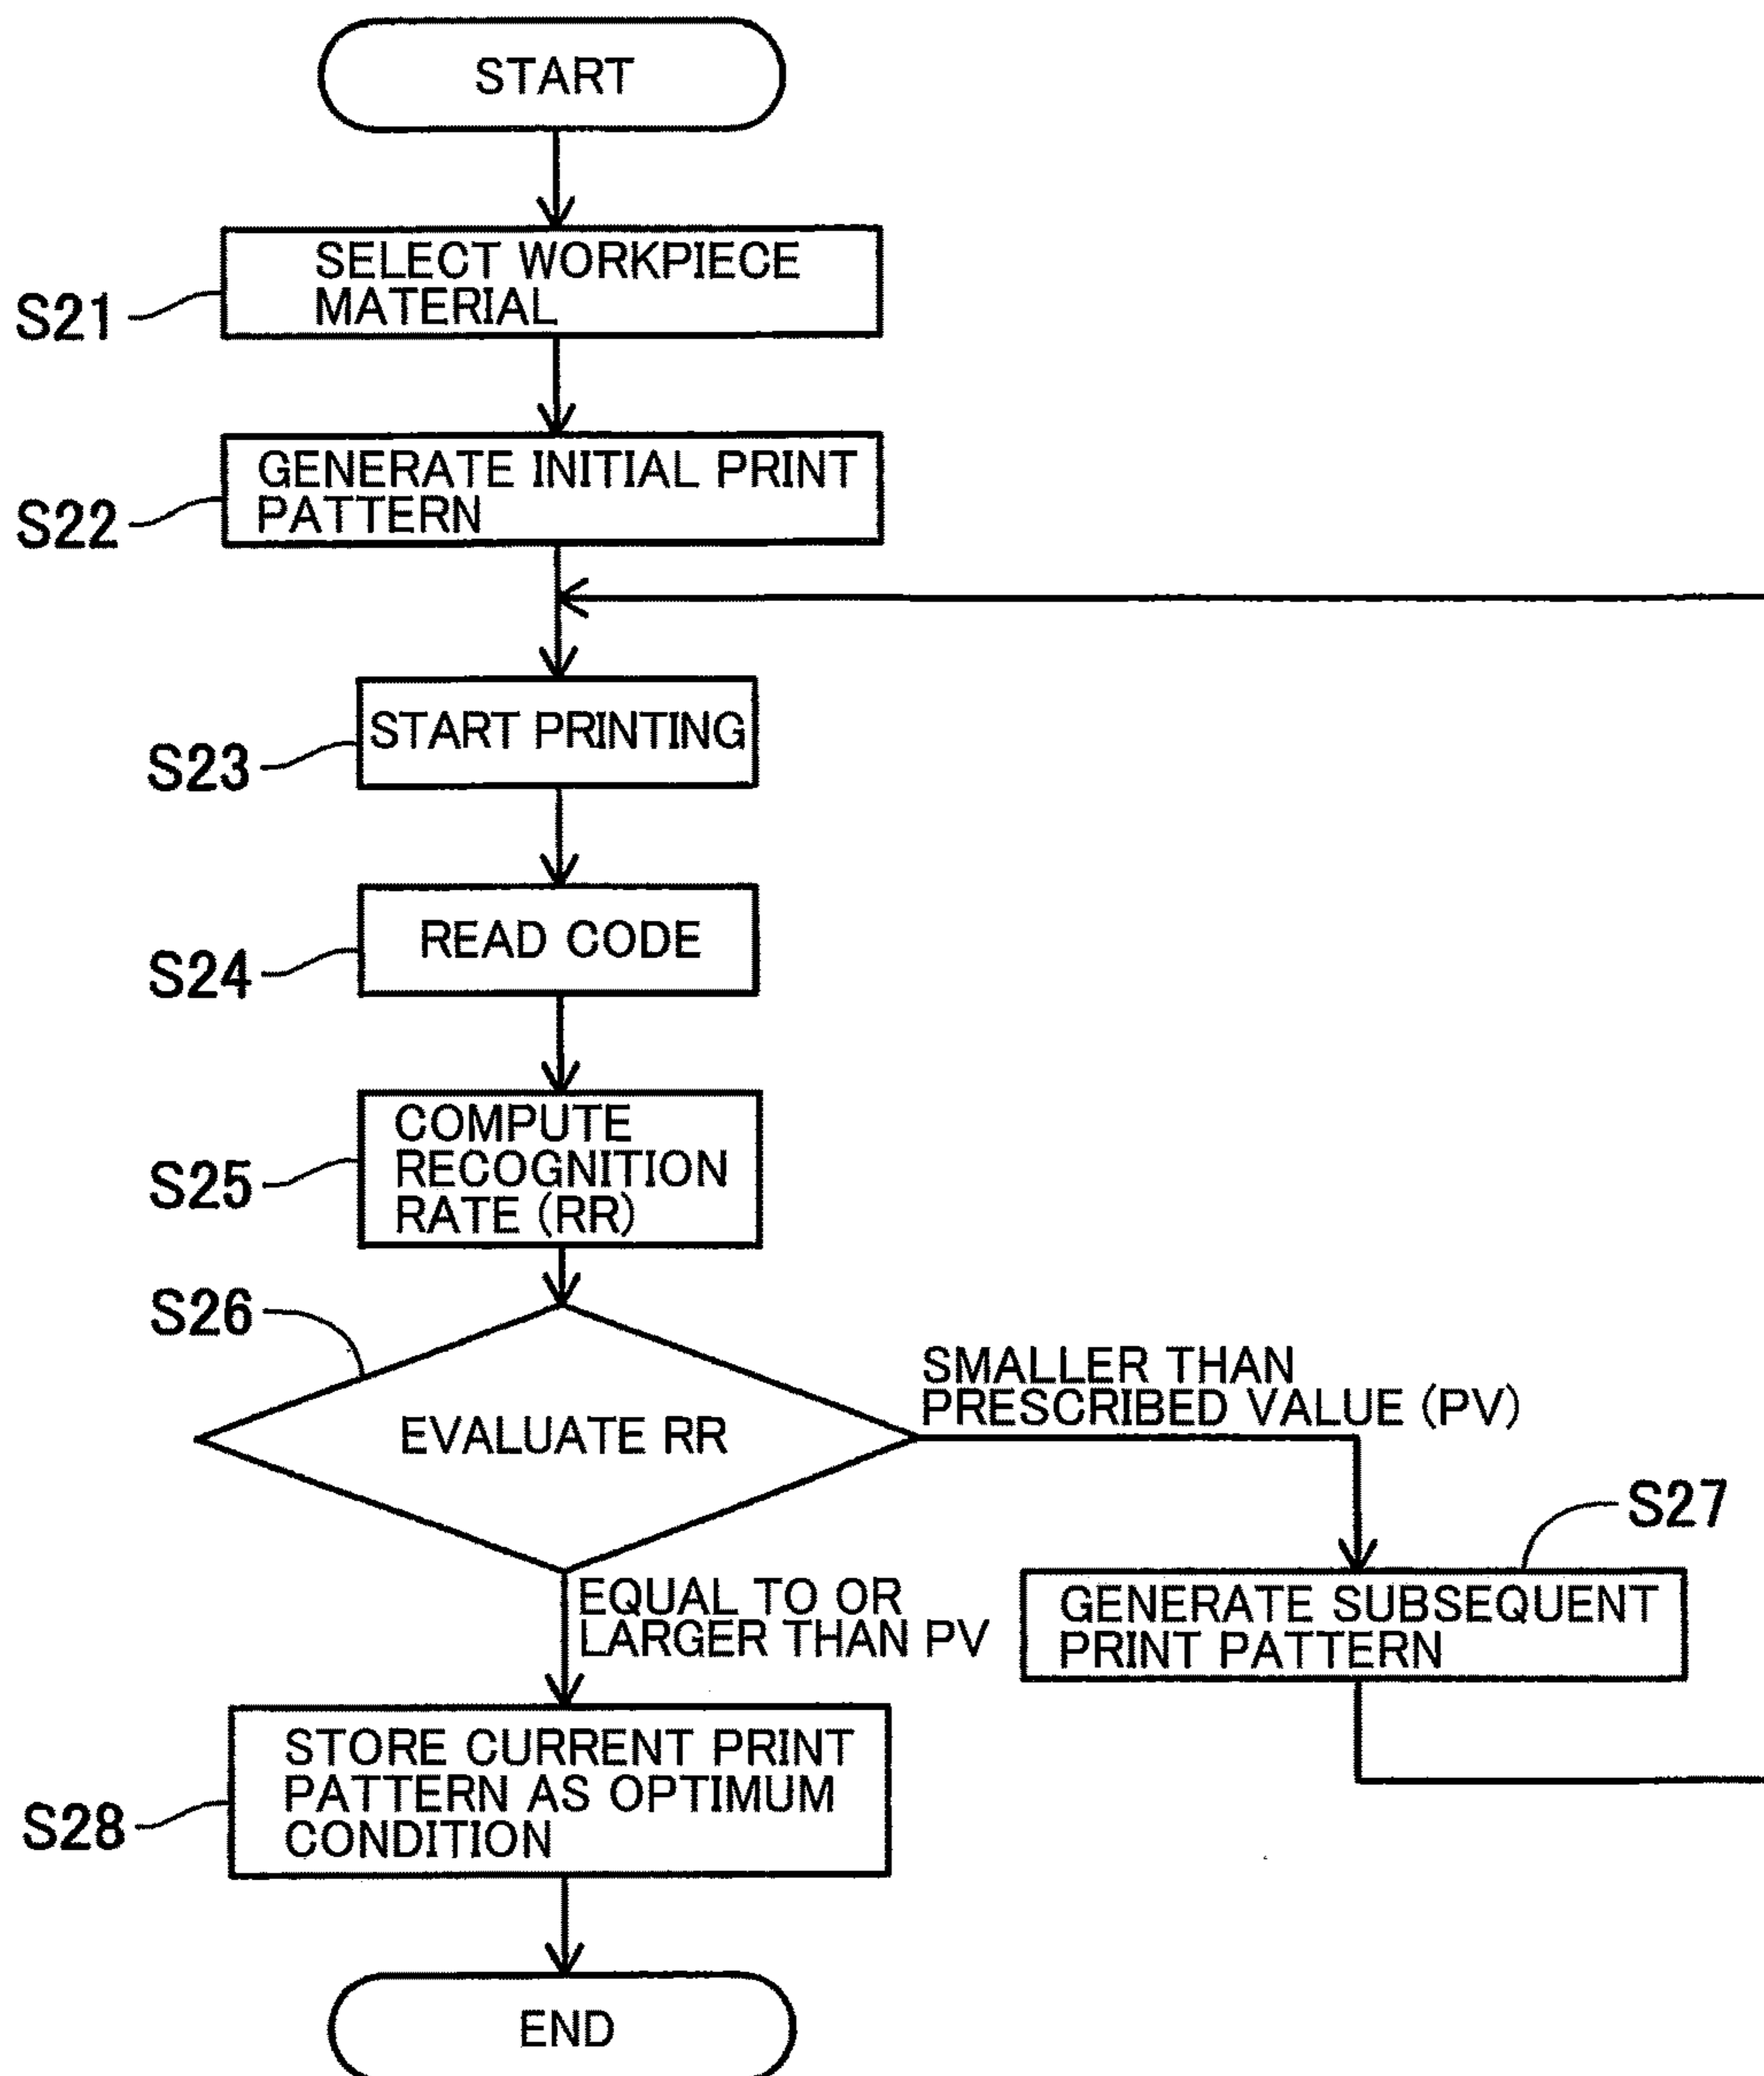 START
SELECT WORKPIECE
MATERIAL
S21
GENERATE INITIAL PRINT
PATTERN
S22
START PRINTING
S23
READ CODE
S24
COMPUTE
RECOGNITION
RATE (RR)
S25
S26
EVALUATE RR
SMALLER THAN
PRESCRIBED VALUE (PV)
S27
GENERATE SUBSEQUENT
PRINT PATTERN
EQUAL TO OR
LARGER THAN PV
STORE CURRENT PRINT
PATTERN AS OPTIMUM
CONDITION
S28
END